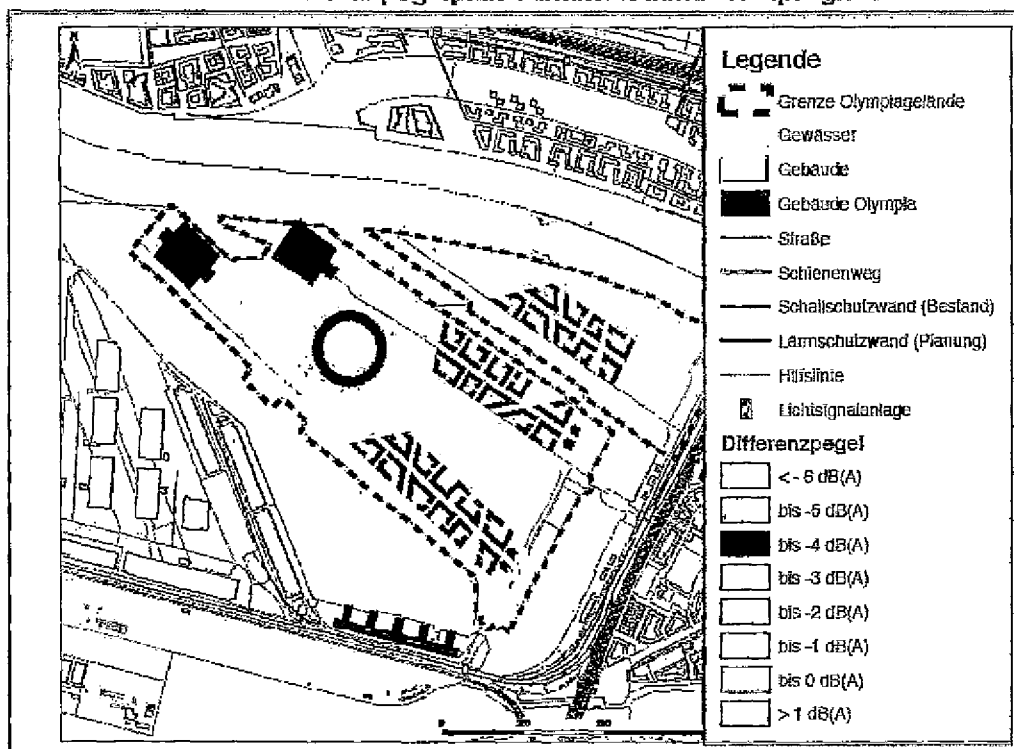 Legende
Grenze Olympiagelände
Gewässer
Gebäude
Gebäude Olympia
Straße
Schienenweg
Schallschutzwand (Bestand)
Lärmschutzwand (Planung)
Hilfslinie
Lichtsignalanlage
Differenzpegel
< - 6 dB(A)
bis -5 dB(A)
bis -4 dB(A)
bis -3 dB(A)
bis -2 dB(A)
bis -1 dB(A)
bis 0 dB(A)
> 1 dB(A)